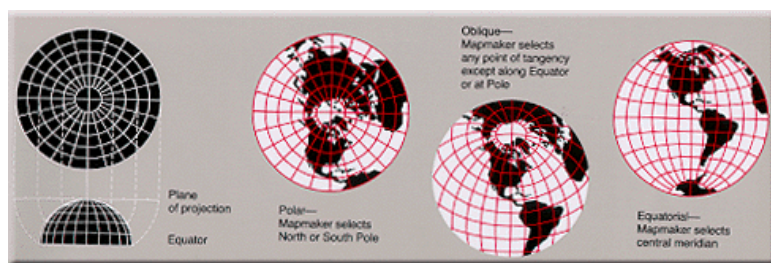 Plane
of projection
Equator
Polar—
Mapmaker selects
North or South Pole
Oblique—
Mapmaker selects
any point of tangency
except along Equator
or at Pole
Equatorial—
Mapmaker selects
central meridian